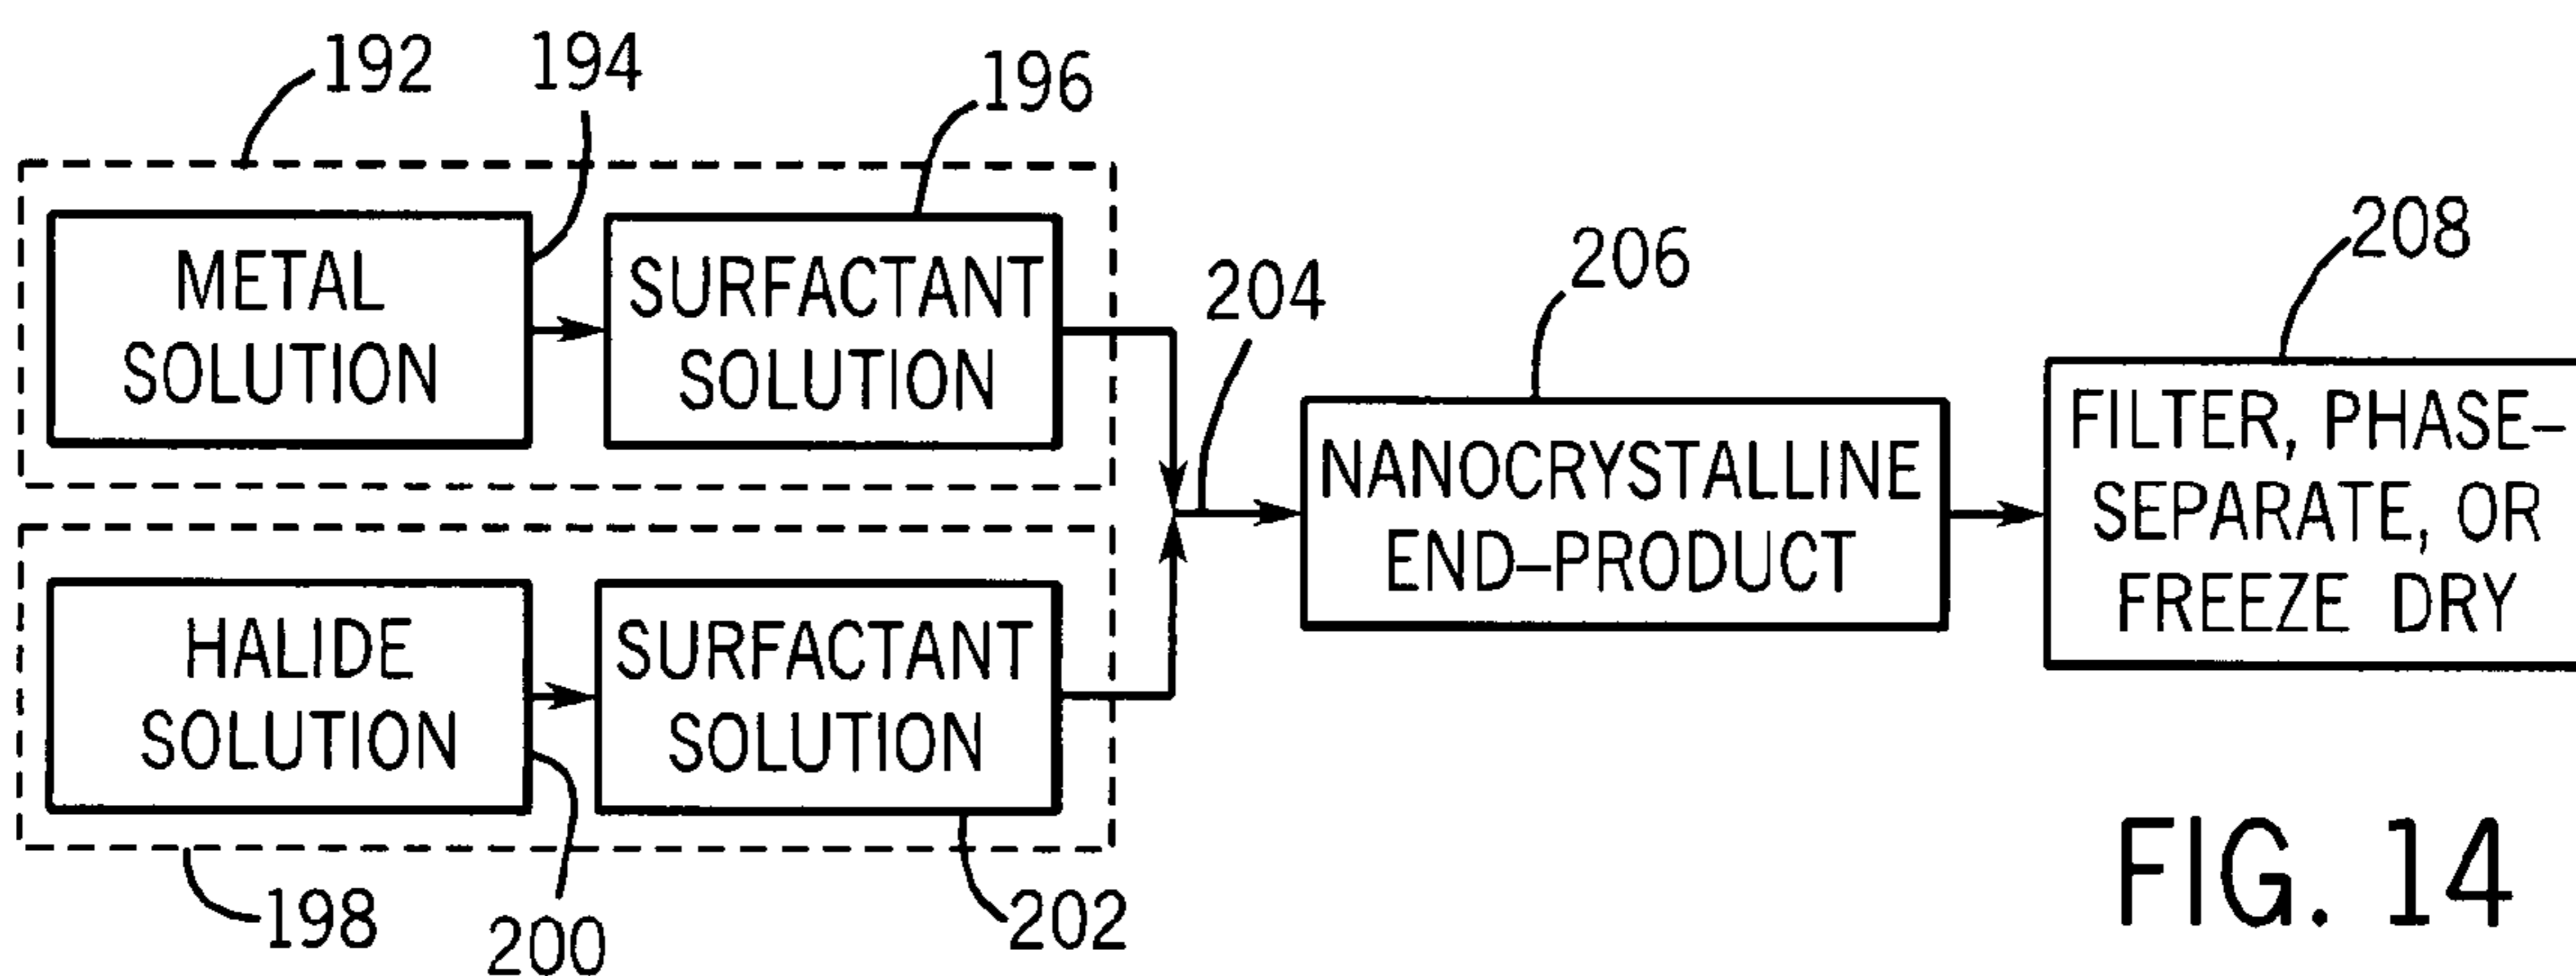 192
194
196
METAL
SOLUTION
SURFACTANT
SOLUTION
204
206
208
NANOCRYSTALLINE
END–PRODUCT
FILTER, PHASE–
SEPARATE, OR
FREEZE DRY
HALIDE
SOLUTION
SURFACTANT
SOLUTION
198
200
202
FIG. 14